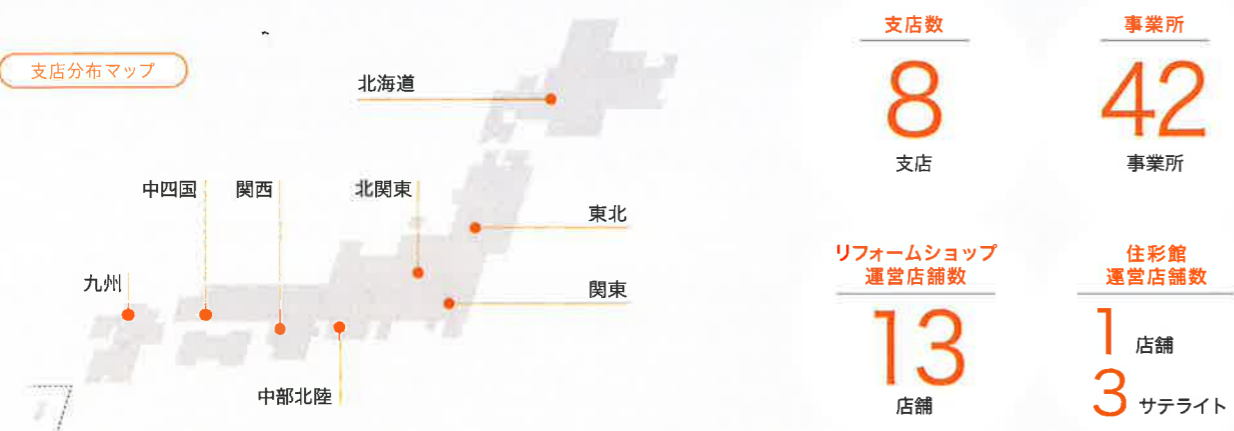 支店分布マップ
北海道
中四国
関西
北関東
東北
九州
関東
中部北陸
支店数
8
支店
事業所
42
事業所
リフォームショップ
運営店舗数
13
店舗
住彩館
運営店舗数
1 店舗
3 サテライト